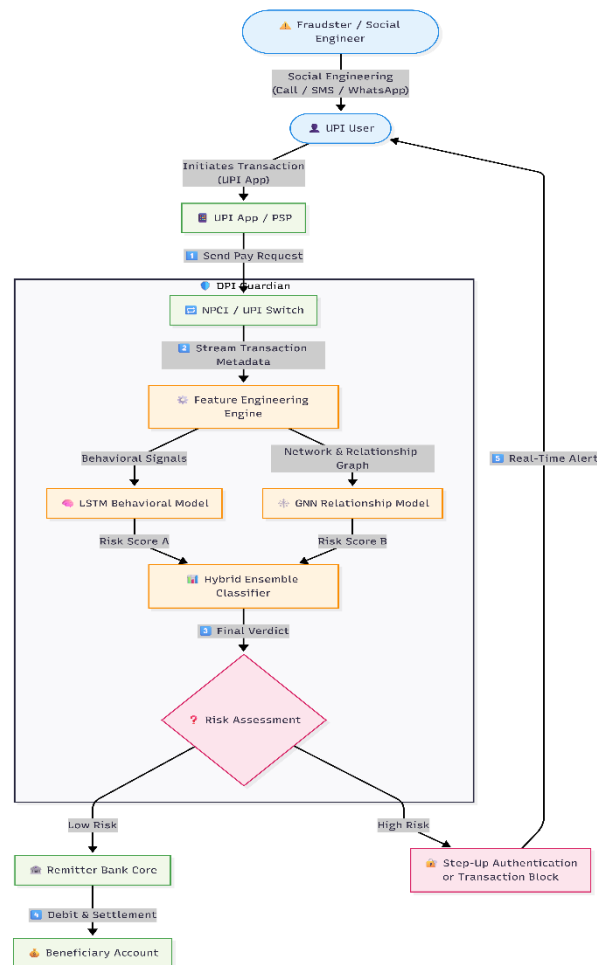 ⚠️ Fraudster / Social
Engineer
Social Engineering
(Call / SMS / WhatsApp)
👤 UPI User
Initiates Transaction
(UPI App)
UPI App / PSP
1️⃣ Send Pay Request
DPI Guardian
NPCI / UPI Switch
2️⃣ Stream Transaction
Metadata
Feature Engineering
Engine
Behavioral Signals
Network & Relationship
Graph
5️⃣ Real-Time Alert
LSTM Behavioral Model
GNN Relationship Model
Risk Score A
Risk Score B
Hybrid Ensemble
Classifier
3️⃣ Final Verdict
❓ Risk Assessment
Low Risk
High Risk
Remitter Bank Core
Step-Up Authentication
or Transaction Block
4️⃣ Debit & Settlement
Beneficiary Account